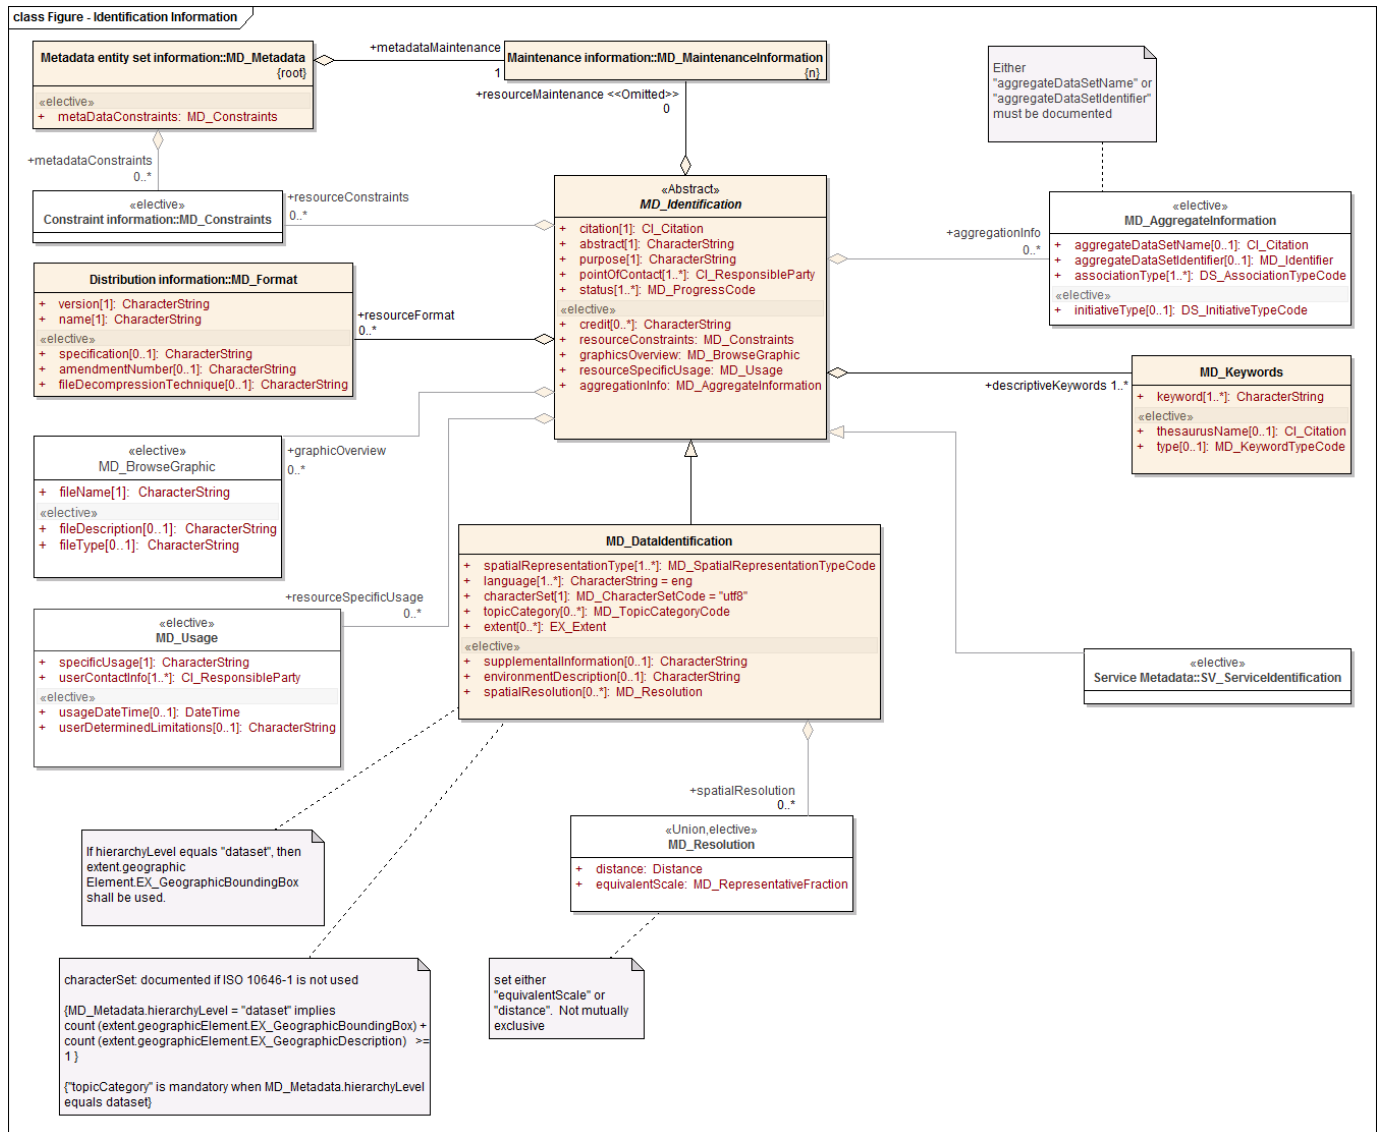 class Figure - Identification Information
Metadata entity set information::MD_Metadata
{root}
«elective»
+ metaDataConstraints: MD_Constraints
+metadataMaintenance
1
Maintenance information::MD_MaintenanceInformation
{n}
+resourceMaintenance <<Omitted>>
0
Either
"aggregateDataSetName" or
"aggregateDataSetIdentifier"
must be documented
+metadataConstraints
0..*
«elective»
Constraint information::MD_Constraints
+resourceConstraints
0..*
«Abstract»
MD_Identification
+ citation[1]: CI_Citation
+ abstract[1]: CharacterString
+ purpose[1]: CharacterString
+ pointOfContact[1..*]: CI_ResponsibleParty
+ status[1..*]: MD_ProgressCode
«elective»
+ credit[0..*]: CharacterString
+ resourceConstraints: MD_Constraints
+ graphicsOverview: MD_BrowseGraphic
+ resourceSpecificUsage: MD_Usage
+ aggregationInfo: MD_AggregateInformation
+aggregationInfo
0..*
«elective»
MD_AggregateInformation
+ aggregateDataSetName[0..1]: CI_Citation
+ aggregateDataSetIdentifier[0..1]: MD_Identifier
+ associationType[1..*]: DS_AssociationTypeCode
«elective»
+ initiativeType[0..1]: DS_InitiativeTypeCode
Distribution information::MD_Format
+ version[1]: CharacterString
+ name[1]: CharacterString
«elective»
+ specification[0..1]: CharacterString
+ amendmentNumber[0..1]: CharacterString
+ fileDecompressionTechnique[0..1]: CharacterString
+resourceFormat
0..*
+descriptiveKeywords 1..*
MD_Keywords
+ keyword[1..*]: CharacterString
«elective»
+ thesaurusName[0..1]: CI_Citation
+ type[0..1]: MD_KeywordTypeCode
«elective»
MD_BrowseGraphic
+ fileName[1]: CharacterString
«elective»
+ fileDescription[0..1]: CharacterString
+ fileType[0..1]: CharacterString
+graphicOverview
0..*
MD_DataIdentification
+ spatialRepresentationType[1..*]: MD_SpatialRepresentationTypeCode
+ language[1..*]: CharacterString = eng
+ characterSet[1]: MD_CharacterSetCode = "utf8"
+ topicCategory[0..*]: MD_TopicCategoryCode
+ extent[0..*]: EX_Extent
«elective»
+ supplementalInformation[0..1]: CharacterString
+ environmentDescription[0..1]: CharacterString
+ spatialResolution[0..*]: MD_Resolution
+resourceSpecificUsage
0..*
«elective»
MD_Usage
+ specificUsage[1]: CharacterString
+ userContactInfo[1..*]: CI_ResponsibleParty
«elective»
+ usageDateTime[0..1]: DateTime
+ userDeterminedLimitations[0..1]: CharacterString
«elective»
Service Metadata::SV_ServiceIdentification
+spatialResolution
0..*
«Union,elective»
MD_Resolution
+ distance: Distance
+ equivalentScale: MD_RepresentativeFraction
If hierarchyLevel equals "dataset", then
extent.geographic
Element.EX_GeographicBoundingBox
shall be used.
characterSet: documented if ISO 10646-1 is not used
{MD_Metadata.hierarchyLevel = "dataset" implies
count (extent.geographicElement.EX_GeographicBoundingBox) +
count (extent.geographicElement.EX_GeographicDescription) >=
1 }
{"topicCategory" is mandatory when MD_Metadata.hierarchyLevel
equals dataset}
set either
"equivalentScale" or
"distance". Not mutually
exclusive